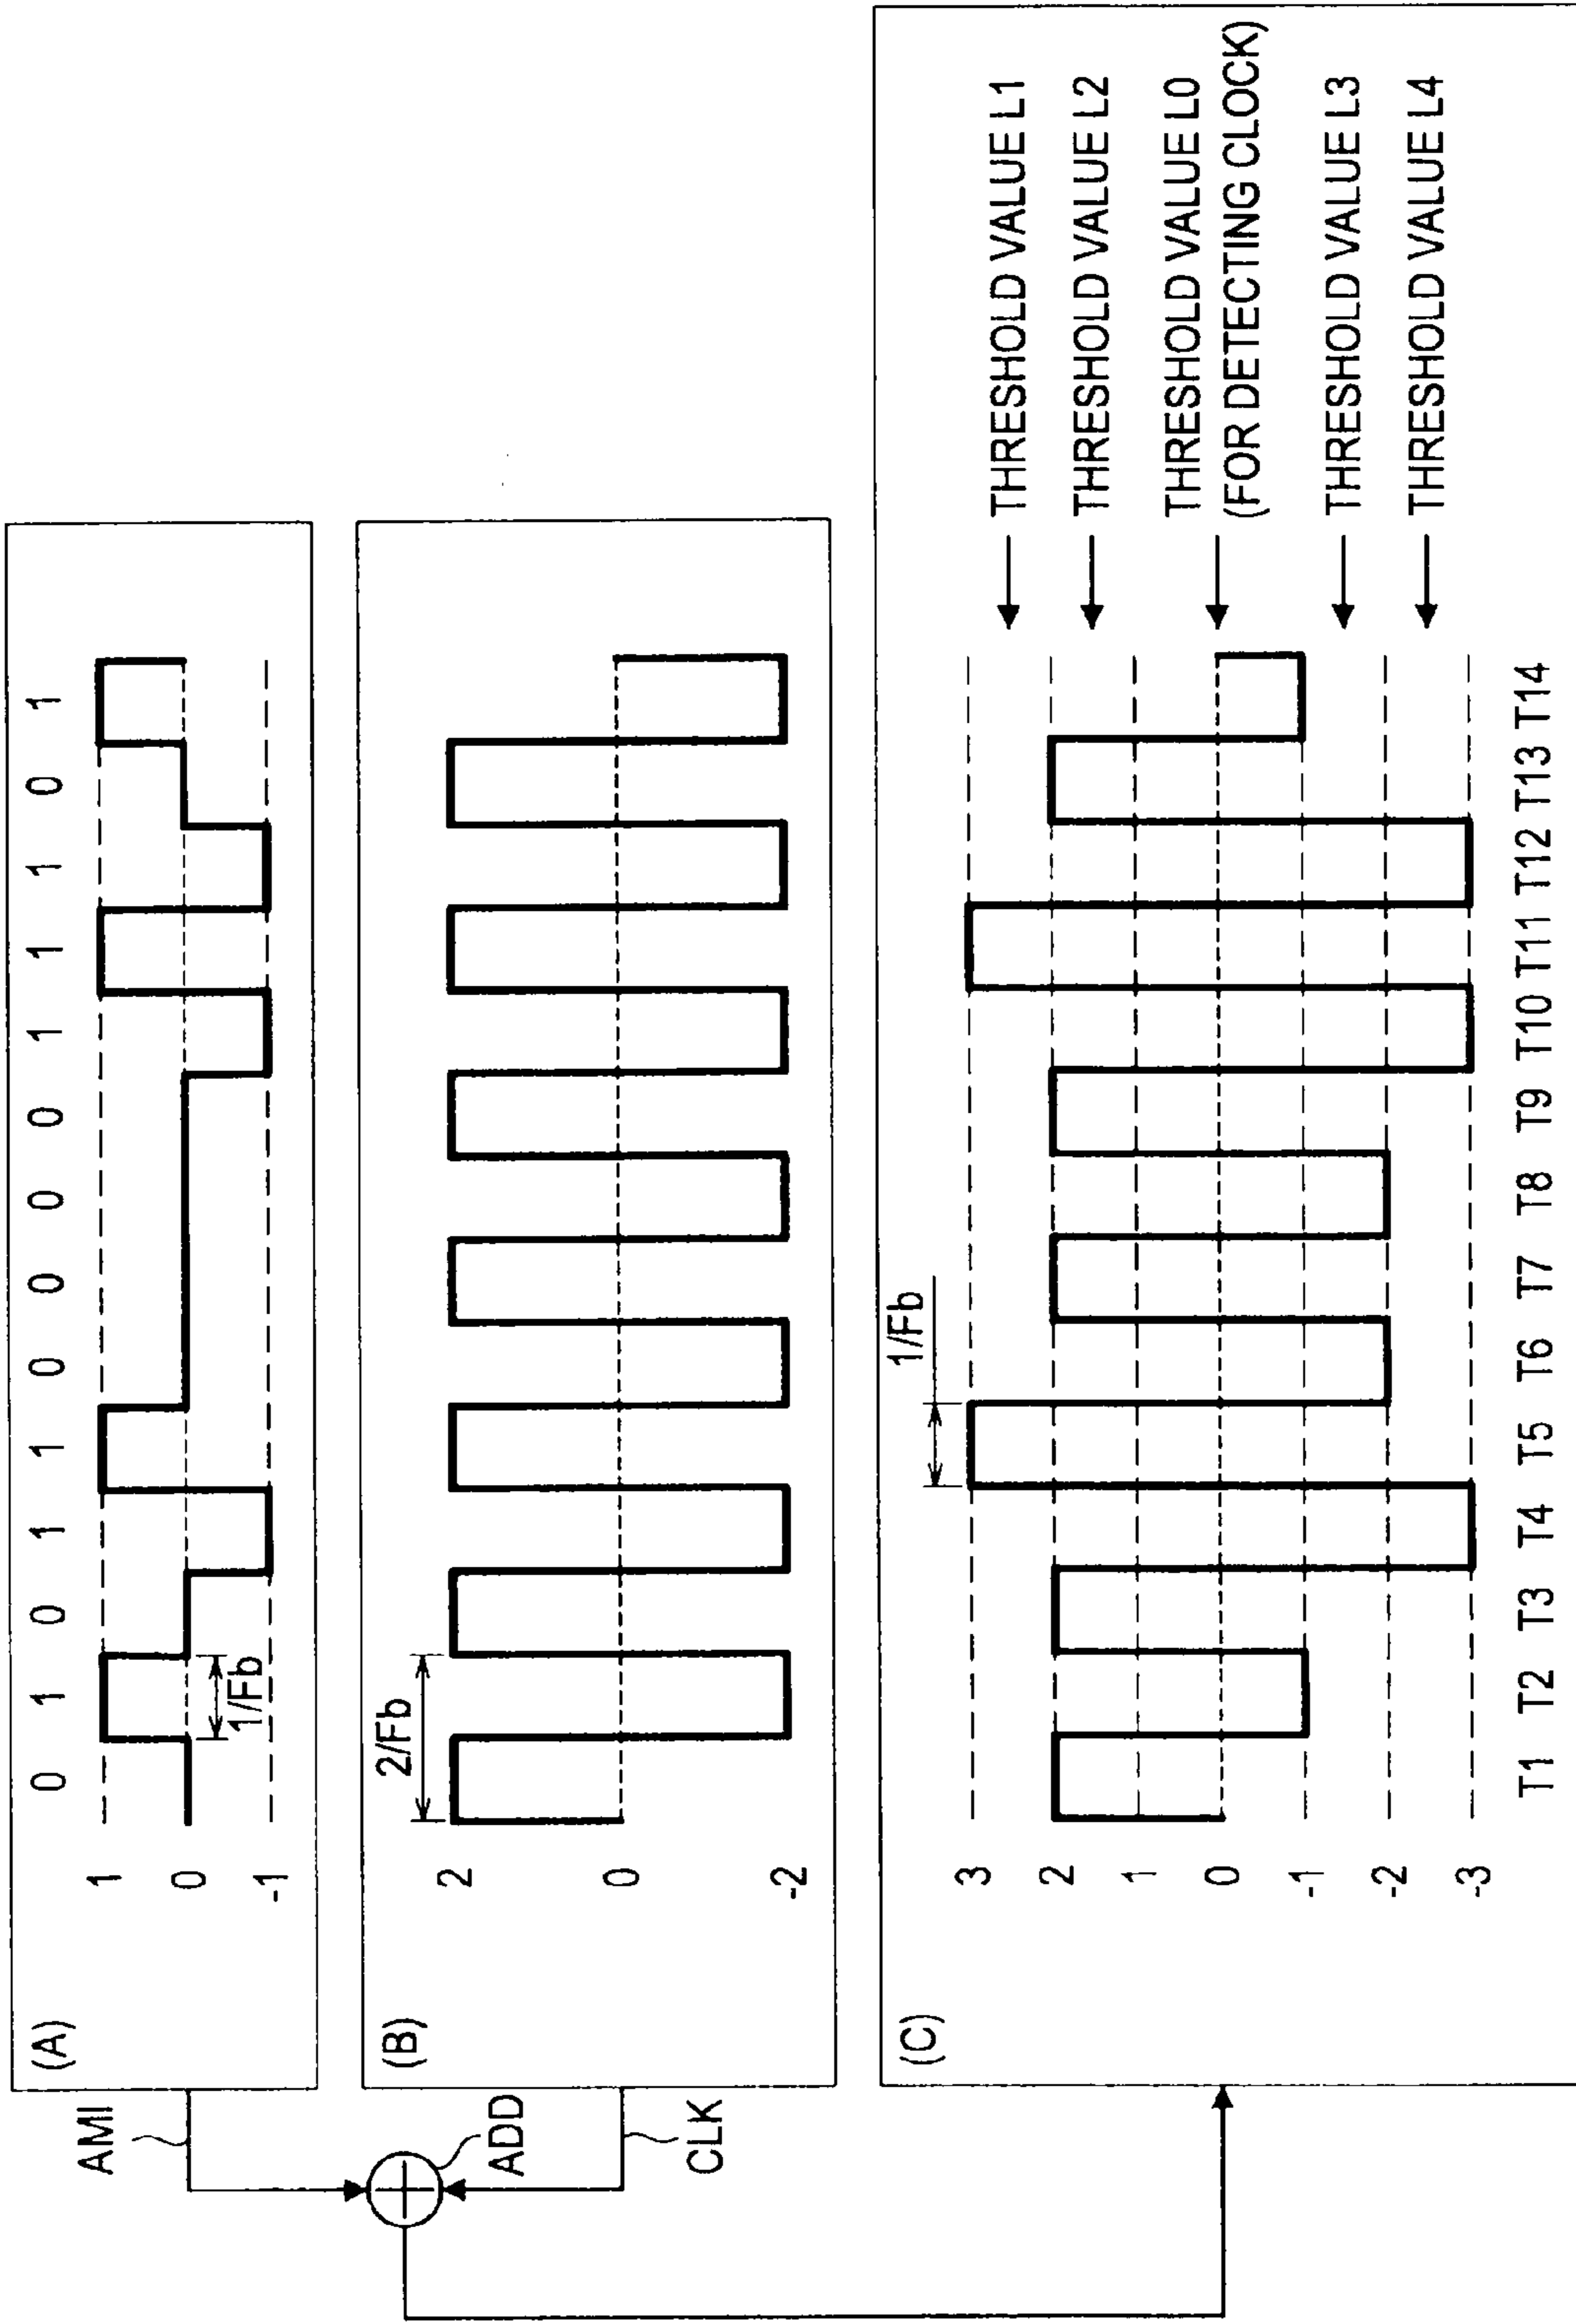 AMI
ADD
CLK
(A)
0 1 0 1 1 0 0 0 0 1 1 1 0 1
1
0
-1
1/Fb
(B)
2/Fb
2
0
-2
(C)
1/Fb
3
2
1
0
-1
-2
-3
THRESHOLD VALUE L1
THRESHOLD VALUE L2
THRESHOLD VALUE L0
(FOR DETECTING CLOCK)
THRESHOLD VALUE L3
THRESHOLD VALUE L4
T1 T2 T3 T4 T5 T6 T7 T8 T9 T10 T11 T12 T13 T14